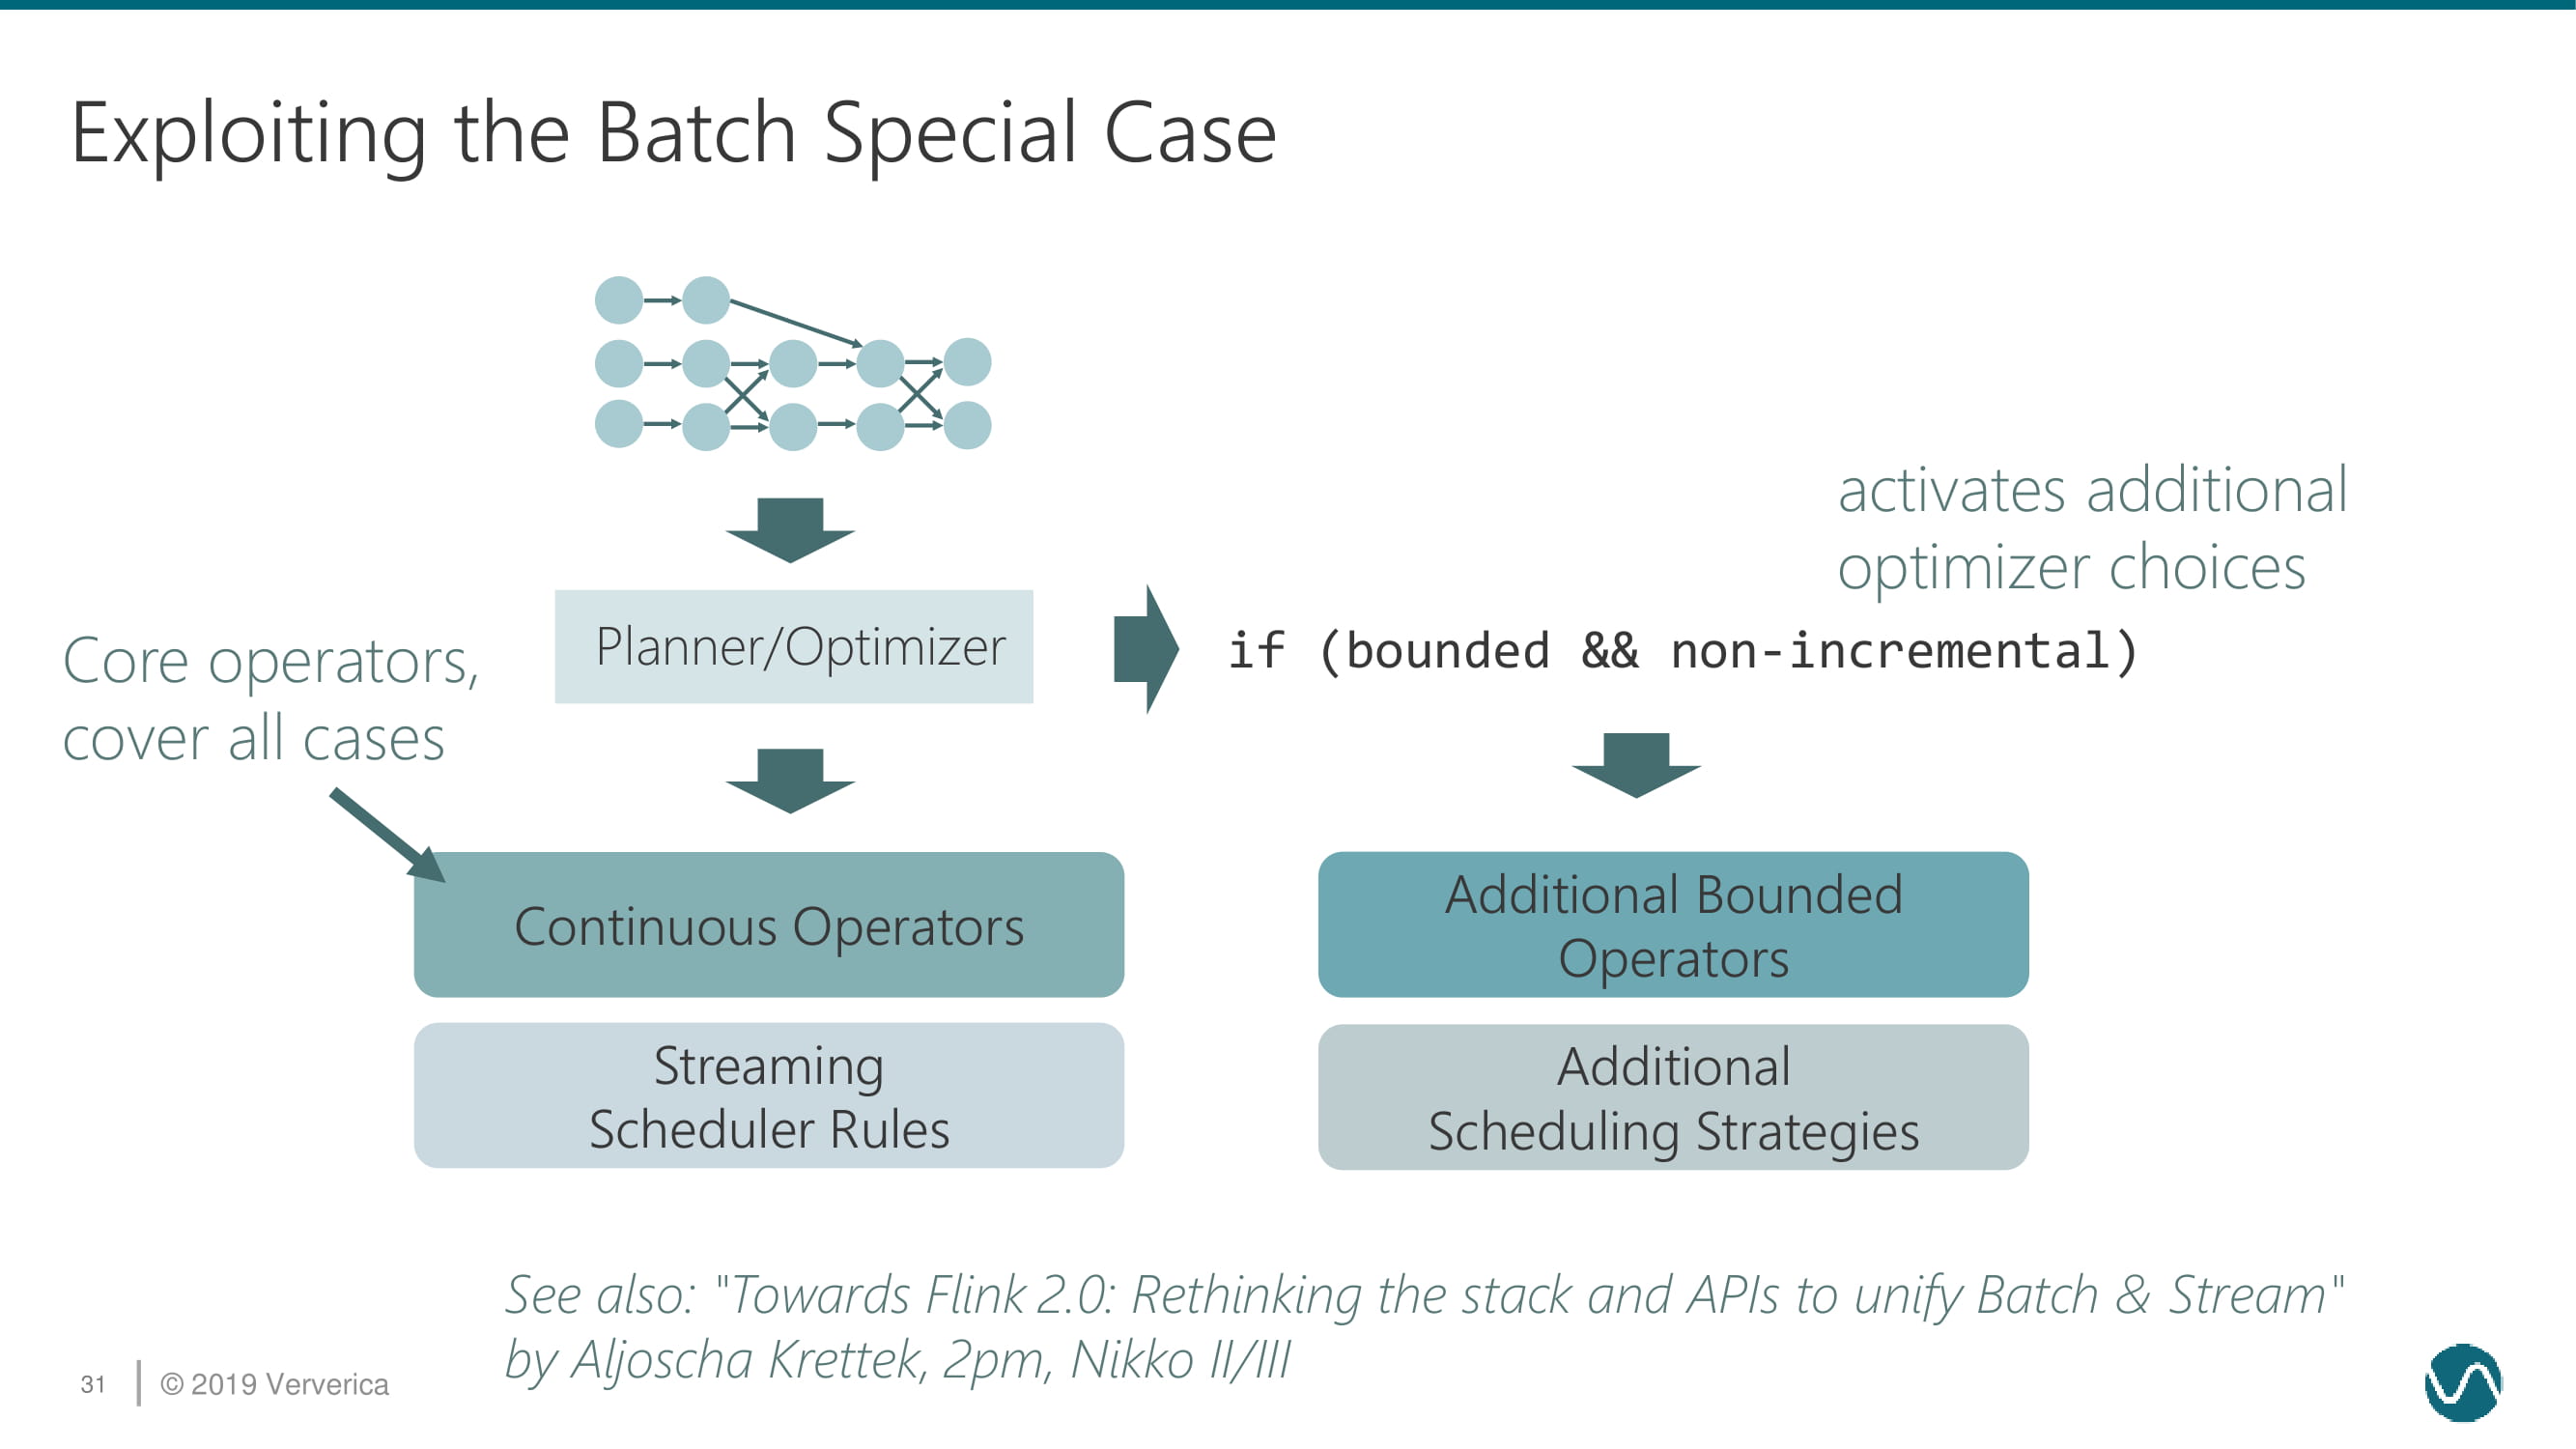 Exploiting the Batch Special Case
activates additional
optimizer choices
Planner/Optimizer
if (bounded && non-incremental)
Core operators,
cover all cases
Continuous Operators
Additional Bounded
Operators
Streaming
Scheduler Rules
Additional
Scheduling Strategies
See also: "Towards Flink 2.0: Rethinking the stack and APIs to unify Batch & Stream"
by Aljoscha Krettek, 2pm, Nikko II/III
31
© 2019 Ververica